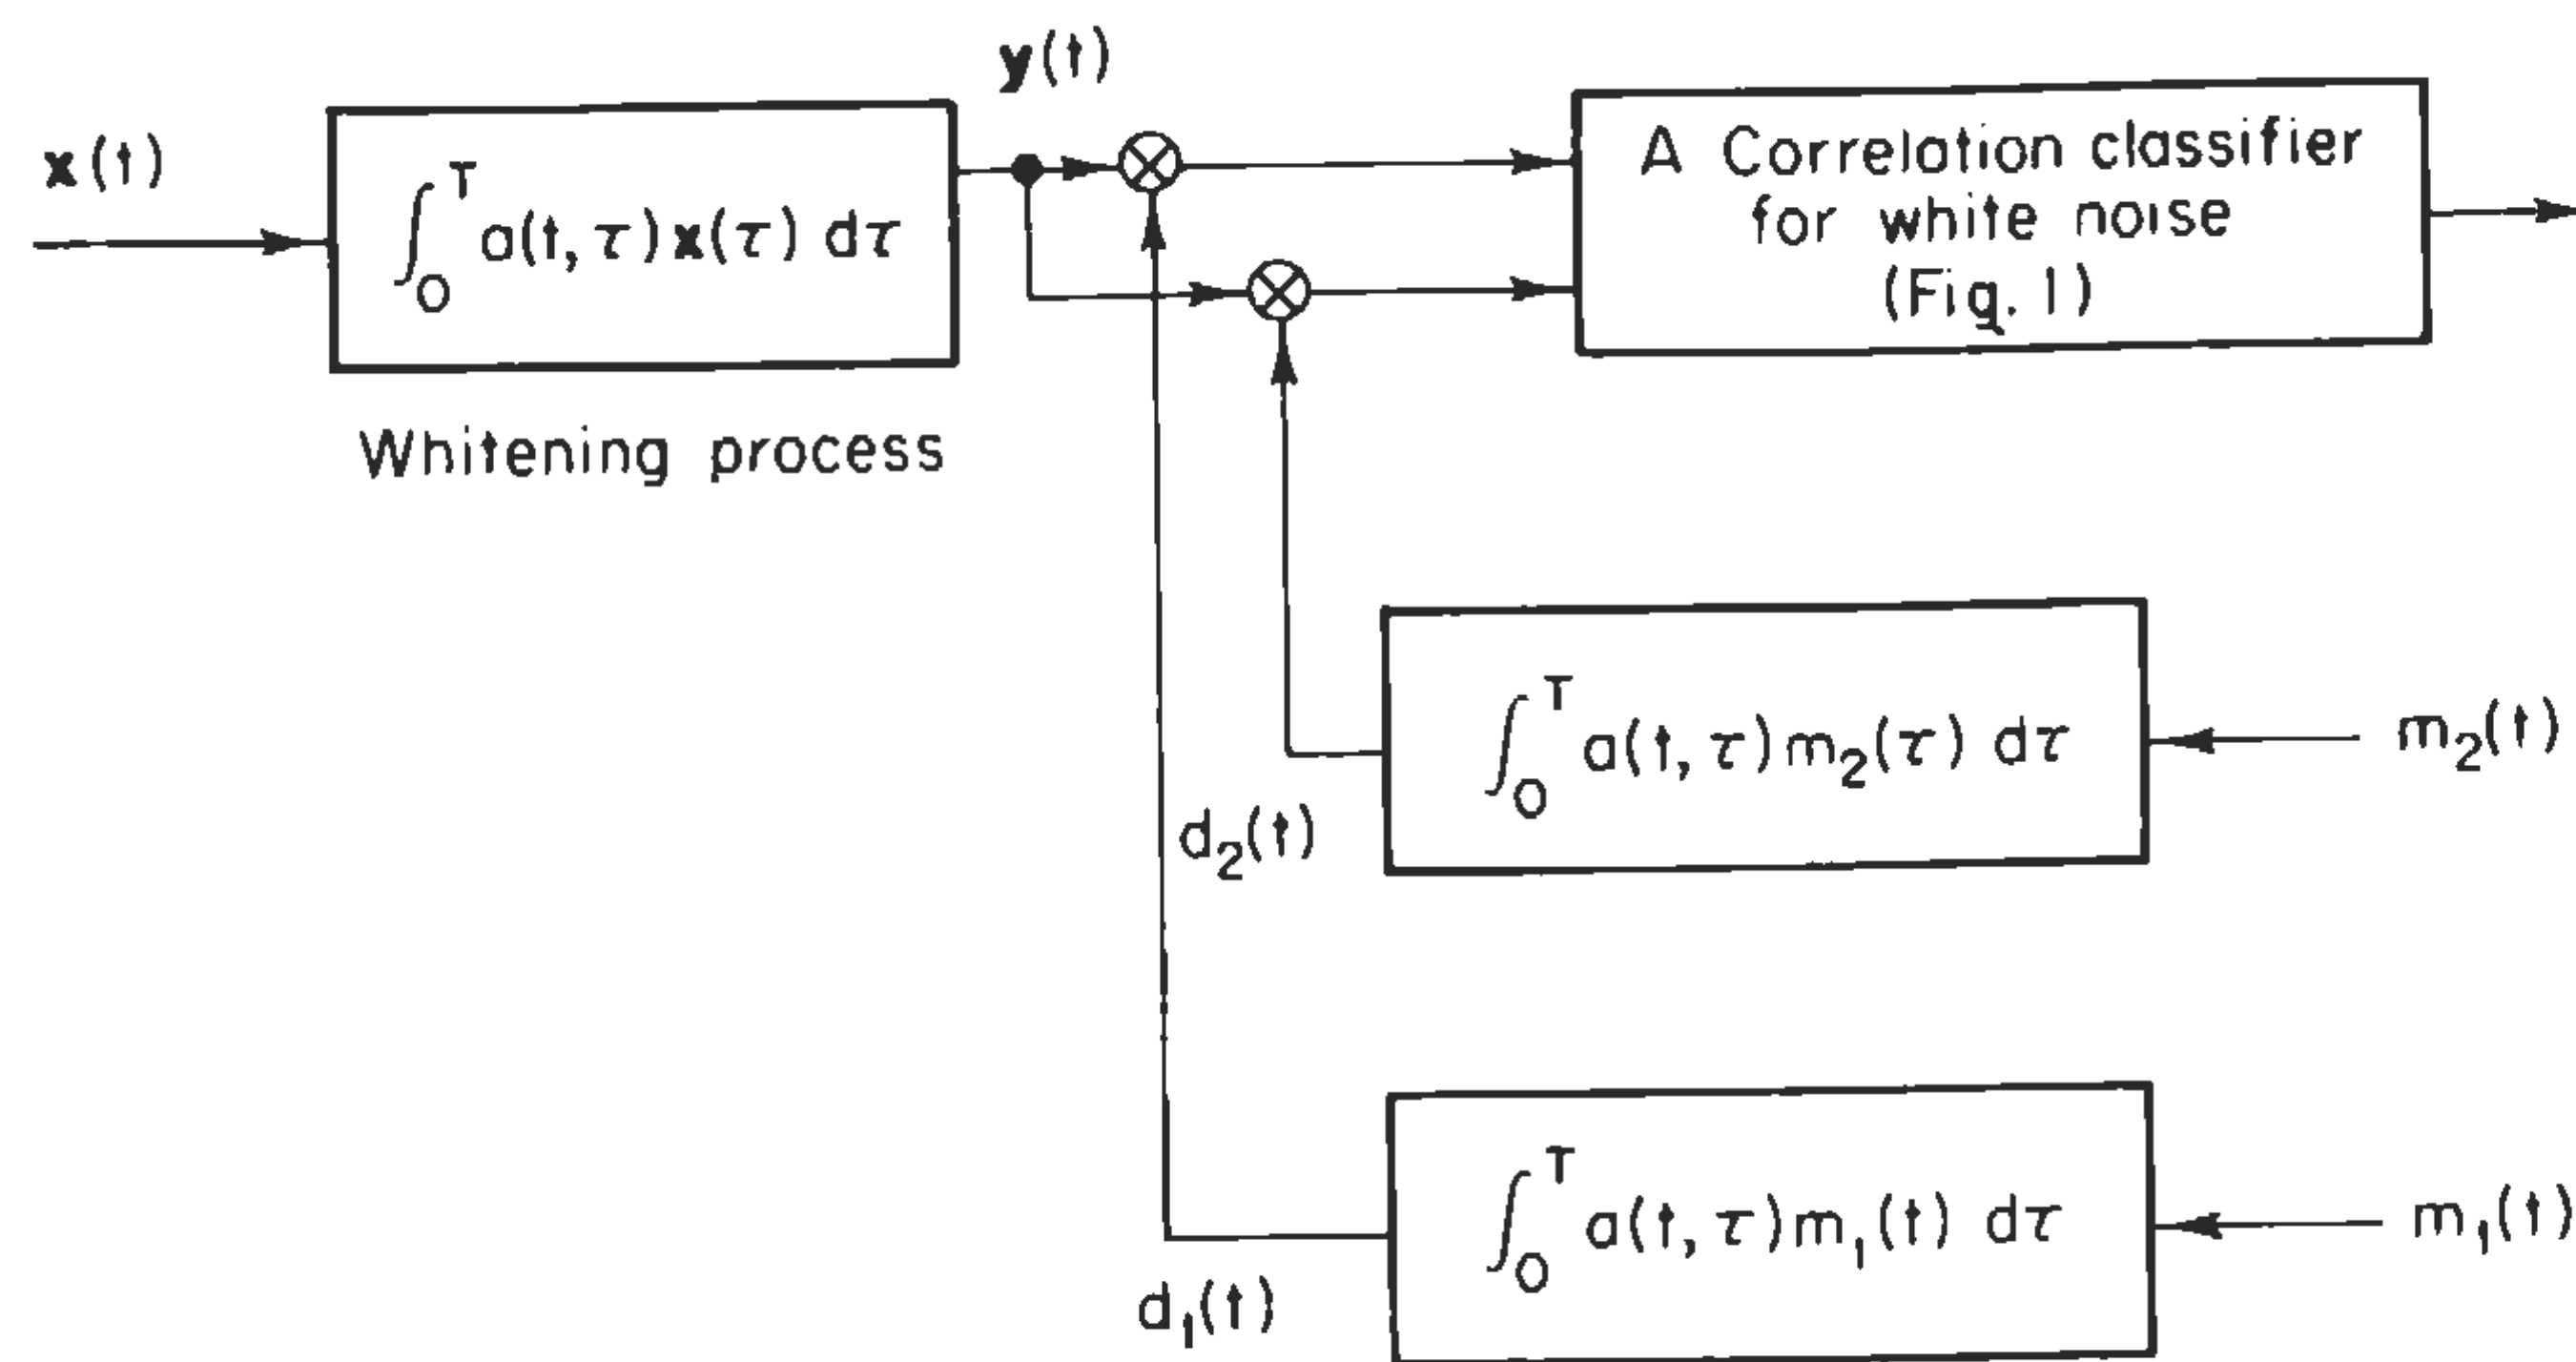 y(t)
x(t)
∫₀ᵀ a(t, τ) x(τ) dτ
A Correlation classifier
for white noise
(Fig. 1)
Whitening process
∫₀ᵀ a(t, τ) m₂(τ) dτ
m₂(t)
d₂(t)
∫₀ᵀ a(t, τ) m₁(t) dτ
m₁(t)
d₁(t)